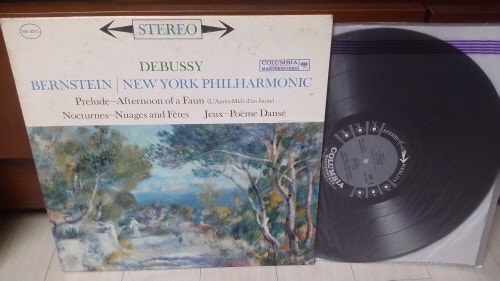 STEREO
DEBUSSY
COLUMBIA
MASTERWORKS
BERNSTEIN | NEW YORK PHILHARMONIC
Prelude—Afternoon of a Faun (L'Après-Midi d'un faune)
Nocturnes—Nuages and Fêtes Jeux—Poème Dansé
COLUMBIA